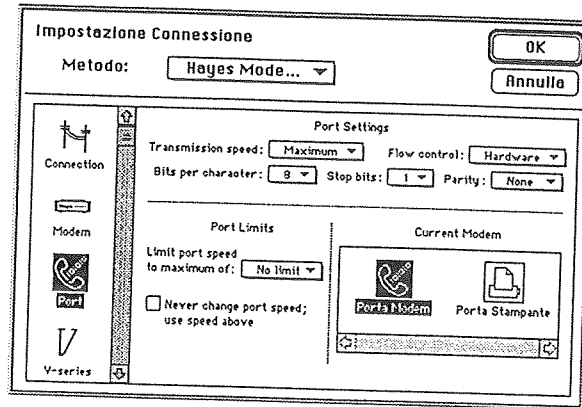 Impostazione Connessione
OK
Metodo: Hayes Mode...
Annulla
Connection
Modem
Port
V-series
Port Settings
Transmission speed: Maximum Flow control: Hardware
Bits per character: 8 Stop bits: 1 Parity: None
Port Limits
Limit port speed
to maximum of: No limit
Never change port speed;
use speed above
Current Modem
Porta Modem
Porta Stampante